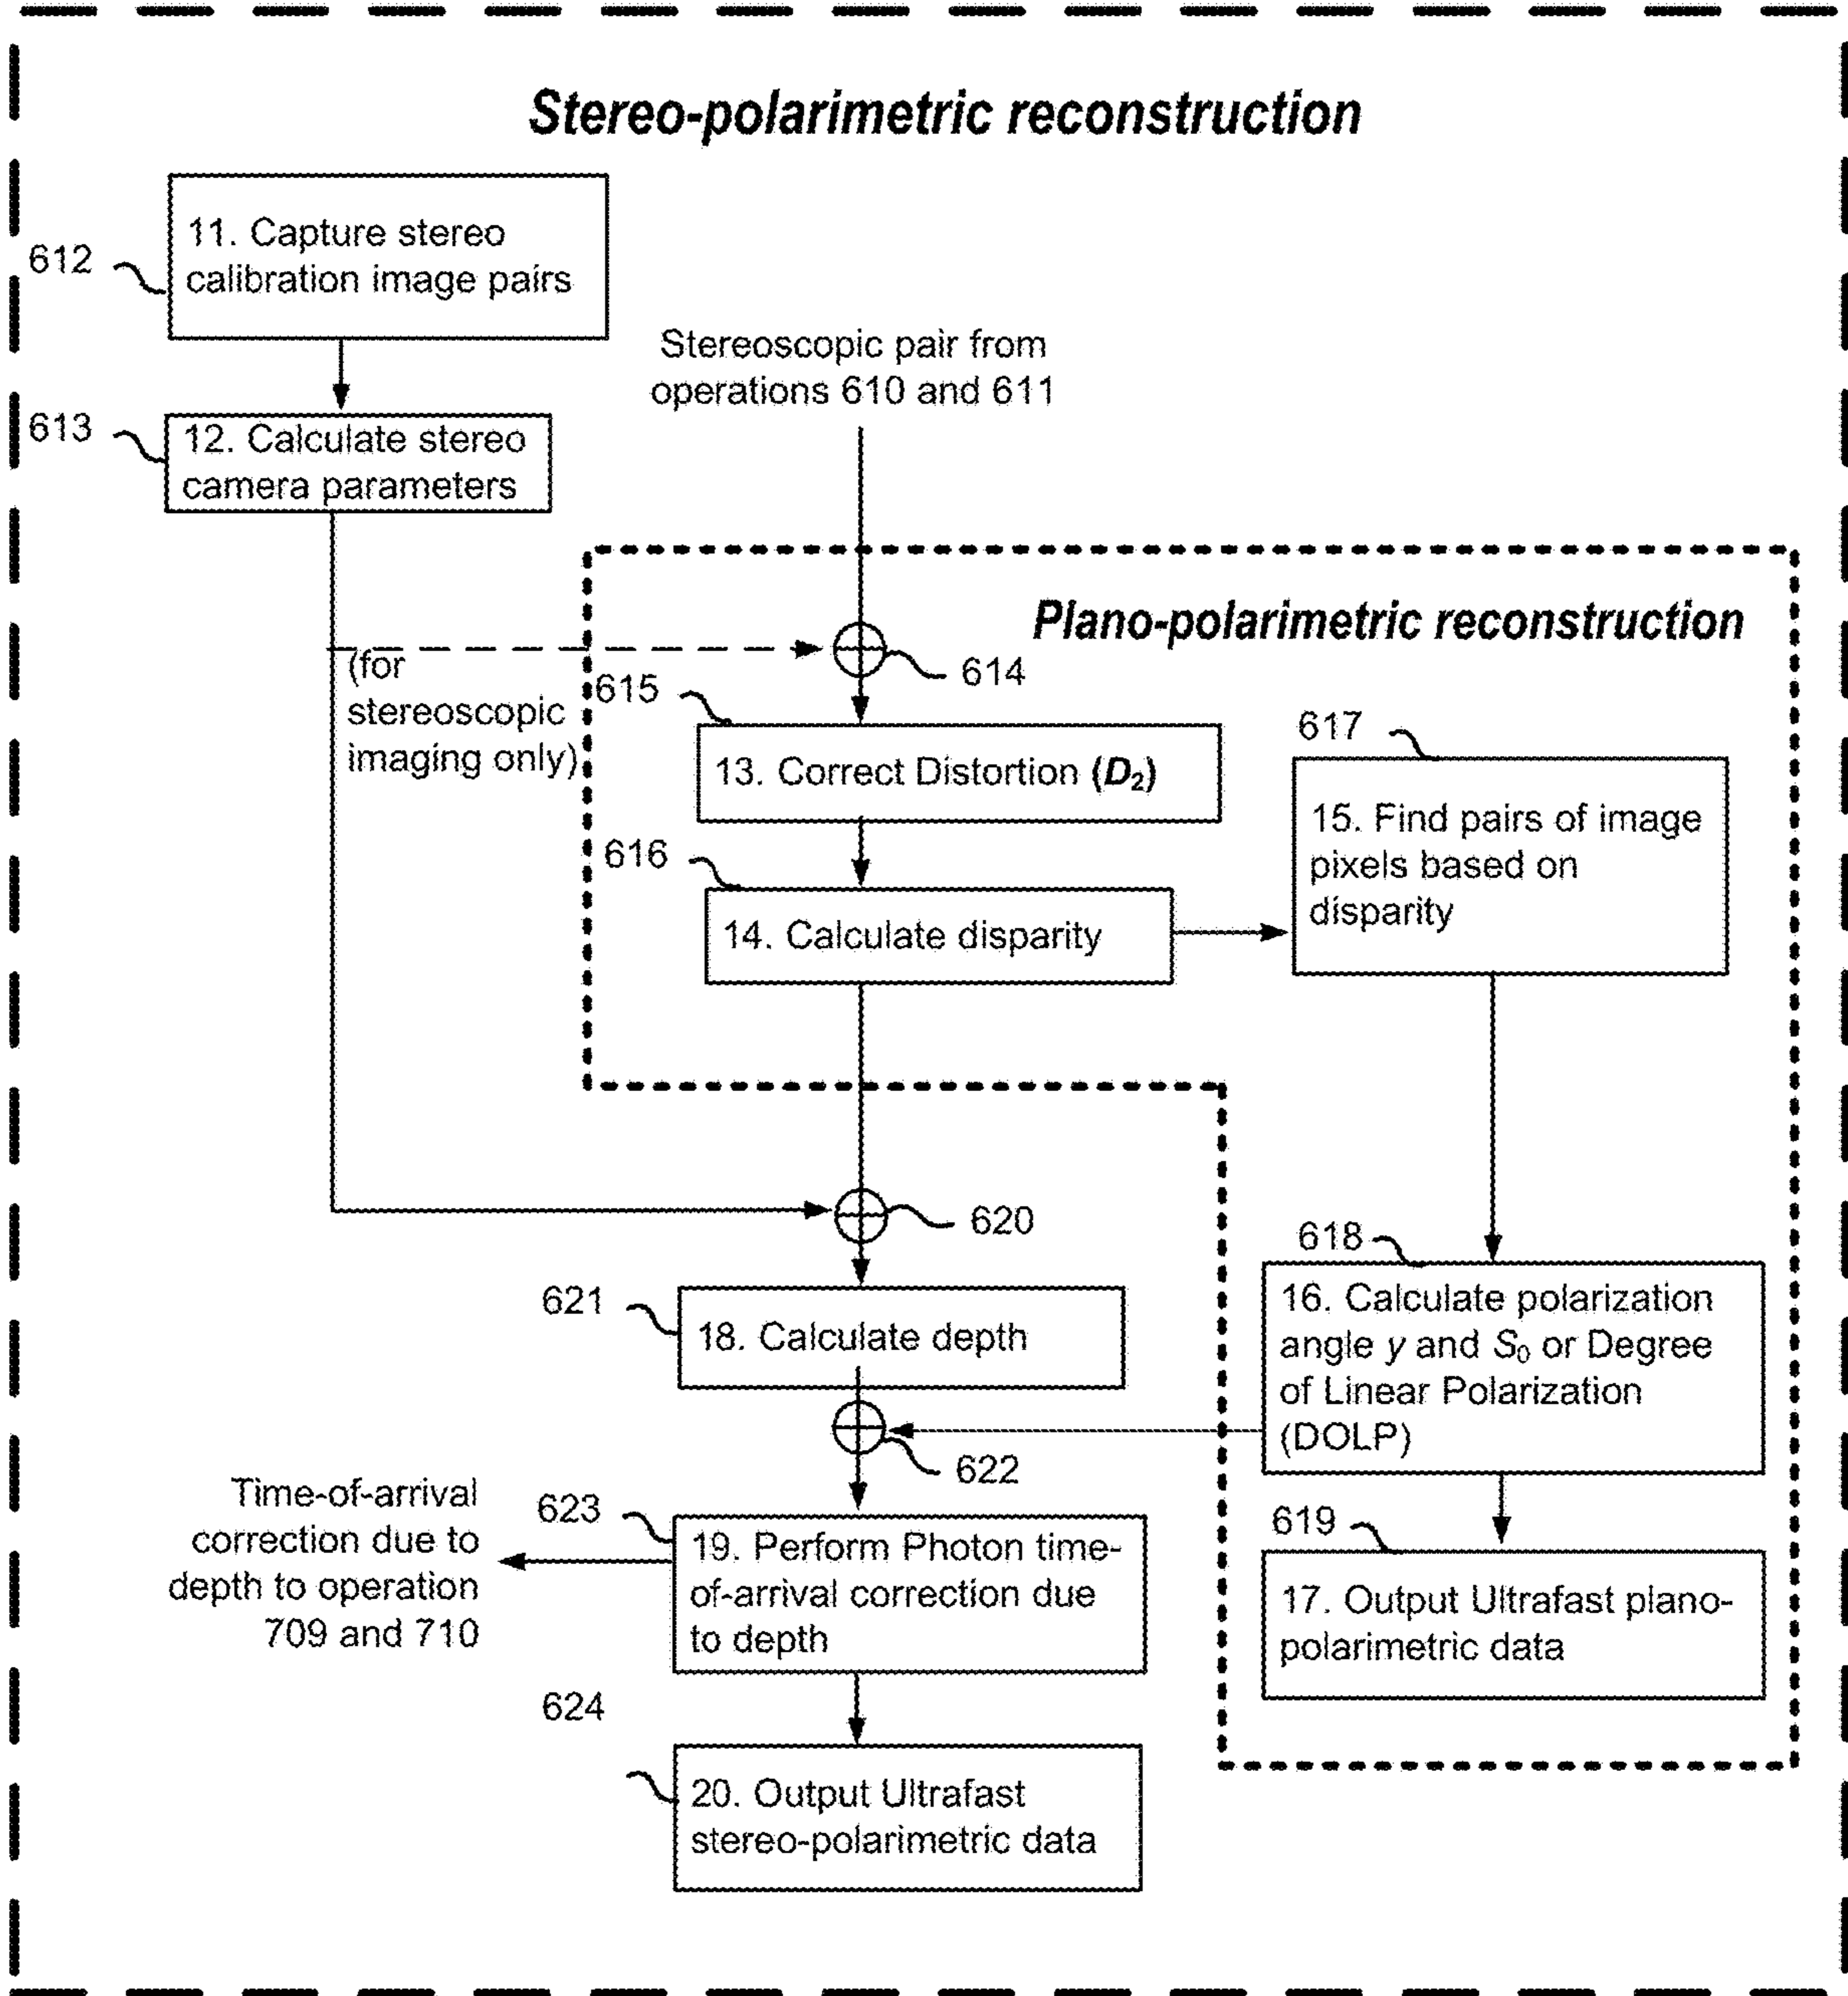 Stereo-polarimetric reconstruction
612
11. Capture stereo
calibration image pairs
Stereoscopic pair from
operations 610 and 611
613
12. Calculate stereo
camera parameters
Plano-polarimetric reconstruction
614
(for
stereoscopic
imaging only)
615
13. Correct Distortion (D2)
617
15. Find pairs of image
pixels based on
disparity
616
14. Calculate disparity
620
618
16. Calculate polarization
angle y and S0 or Degree
of Linear Polarization
(DOLP)
621
18. Calculate depth
622
Time-of-arrival
correction due to
depth to operation
709 and 710
623
19. Perform Photon time-
of-arrival correction due
to depth
619
17. Output Ultrafast plano-
polarimetric data
624
20. Output Ultrafast
stereo-polarimetric data